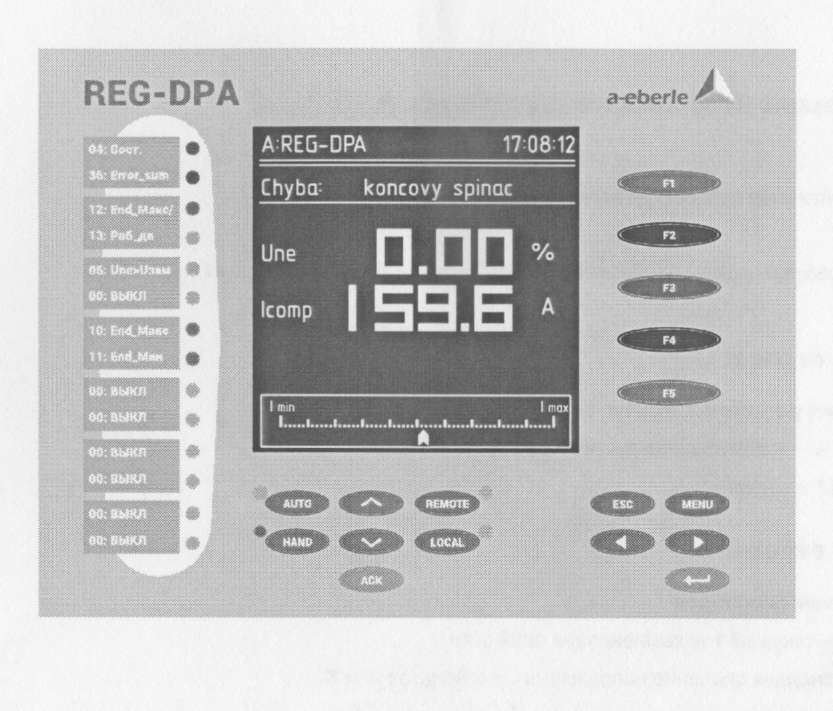 REG-DPA
a-eberle
04: Сост.
36: Error_sum
12: End_Макс/
13: Раб_дв
06: Une>Uзам
00: ВЫКЛ
10: End_Макс
11: End_Мин
00: ВЫКЛ
00: ВЫКЛ
00: ВЫКЛ
00: ВЫКЛ
00: ВЫКЛ
00: ВЫКЛ
A:REG-DPA 17:08:12
Chyba: koncovy spinac
Une 0.00 %
Icomp 159.6 A
I min I max
F1
F2
F3
F4
F5
AUTO REMOTE
HAND LOCAL
ACK
ESC MENU